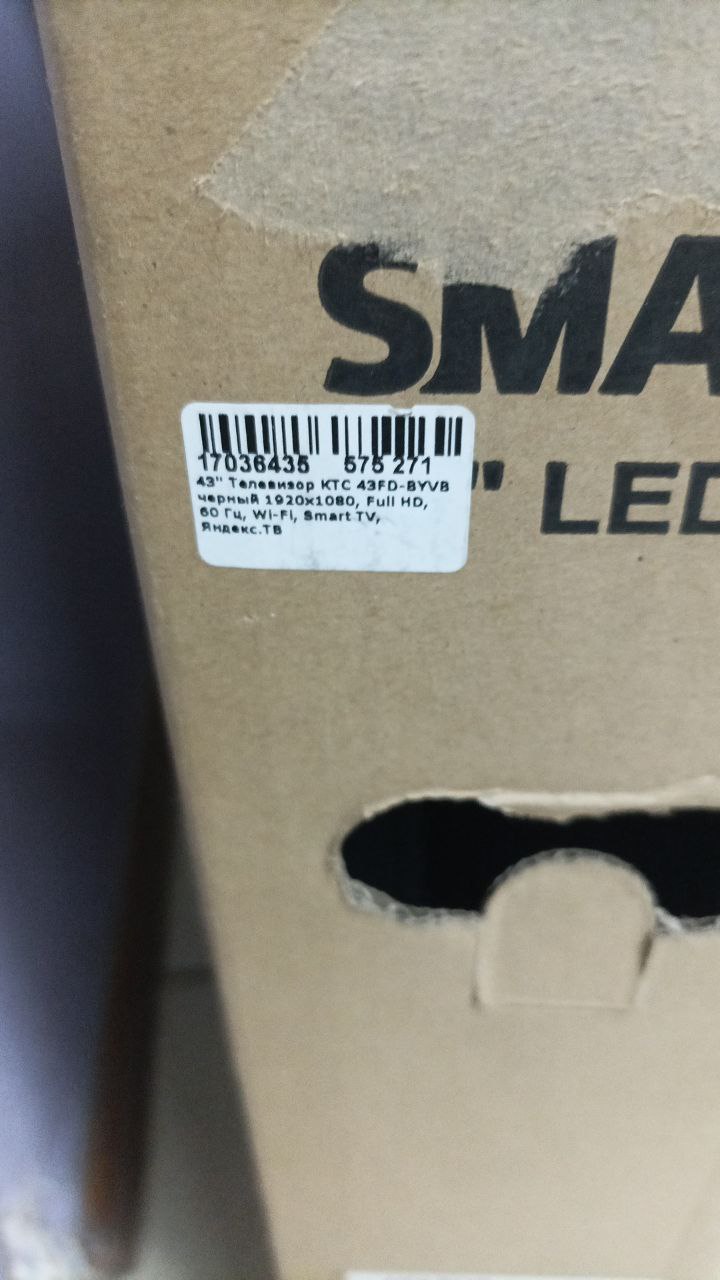 SMA
17036435 575 271
43" Телевизор KTC 43FD-BYVB
черный 1920x1080, Full HD,
60 Гц, Wi-Fi, Smart TV,
Яндекс.ТВ
" LED